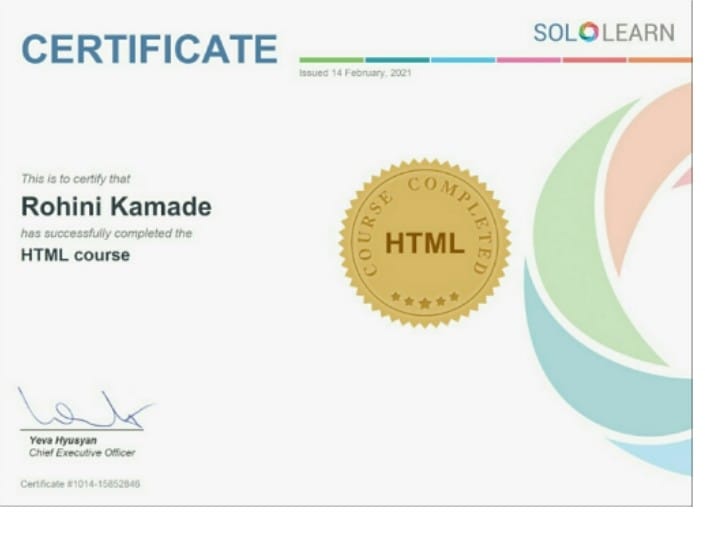 CERTIFICATE
SOLOLEARN
Issued 14 February, 2021
This is to certify that
Rohini Kamade
has successfully completed the
HTML course
COURSE COMPLETED
HTML
Yeva Hyusyan
Chief Executive Officer
Certificate #1014-15852846